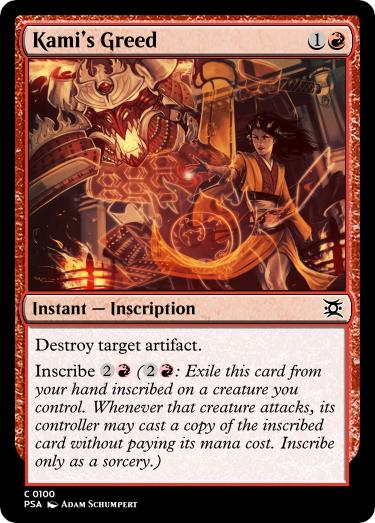 Kami's Greed 1
Instant — Inscription
Destroy target artifact.
Inscribe 2 (2: Exile this card from
your hand inscribed on a creature you
control. Whenever that creature attacks, its
controller may cast a copy of the inscribed
card without paying its mana cost. Inscribe
only as a sorcery.)
C 0100
PSA Adam Schumpert